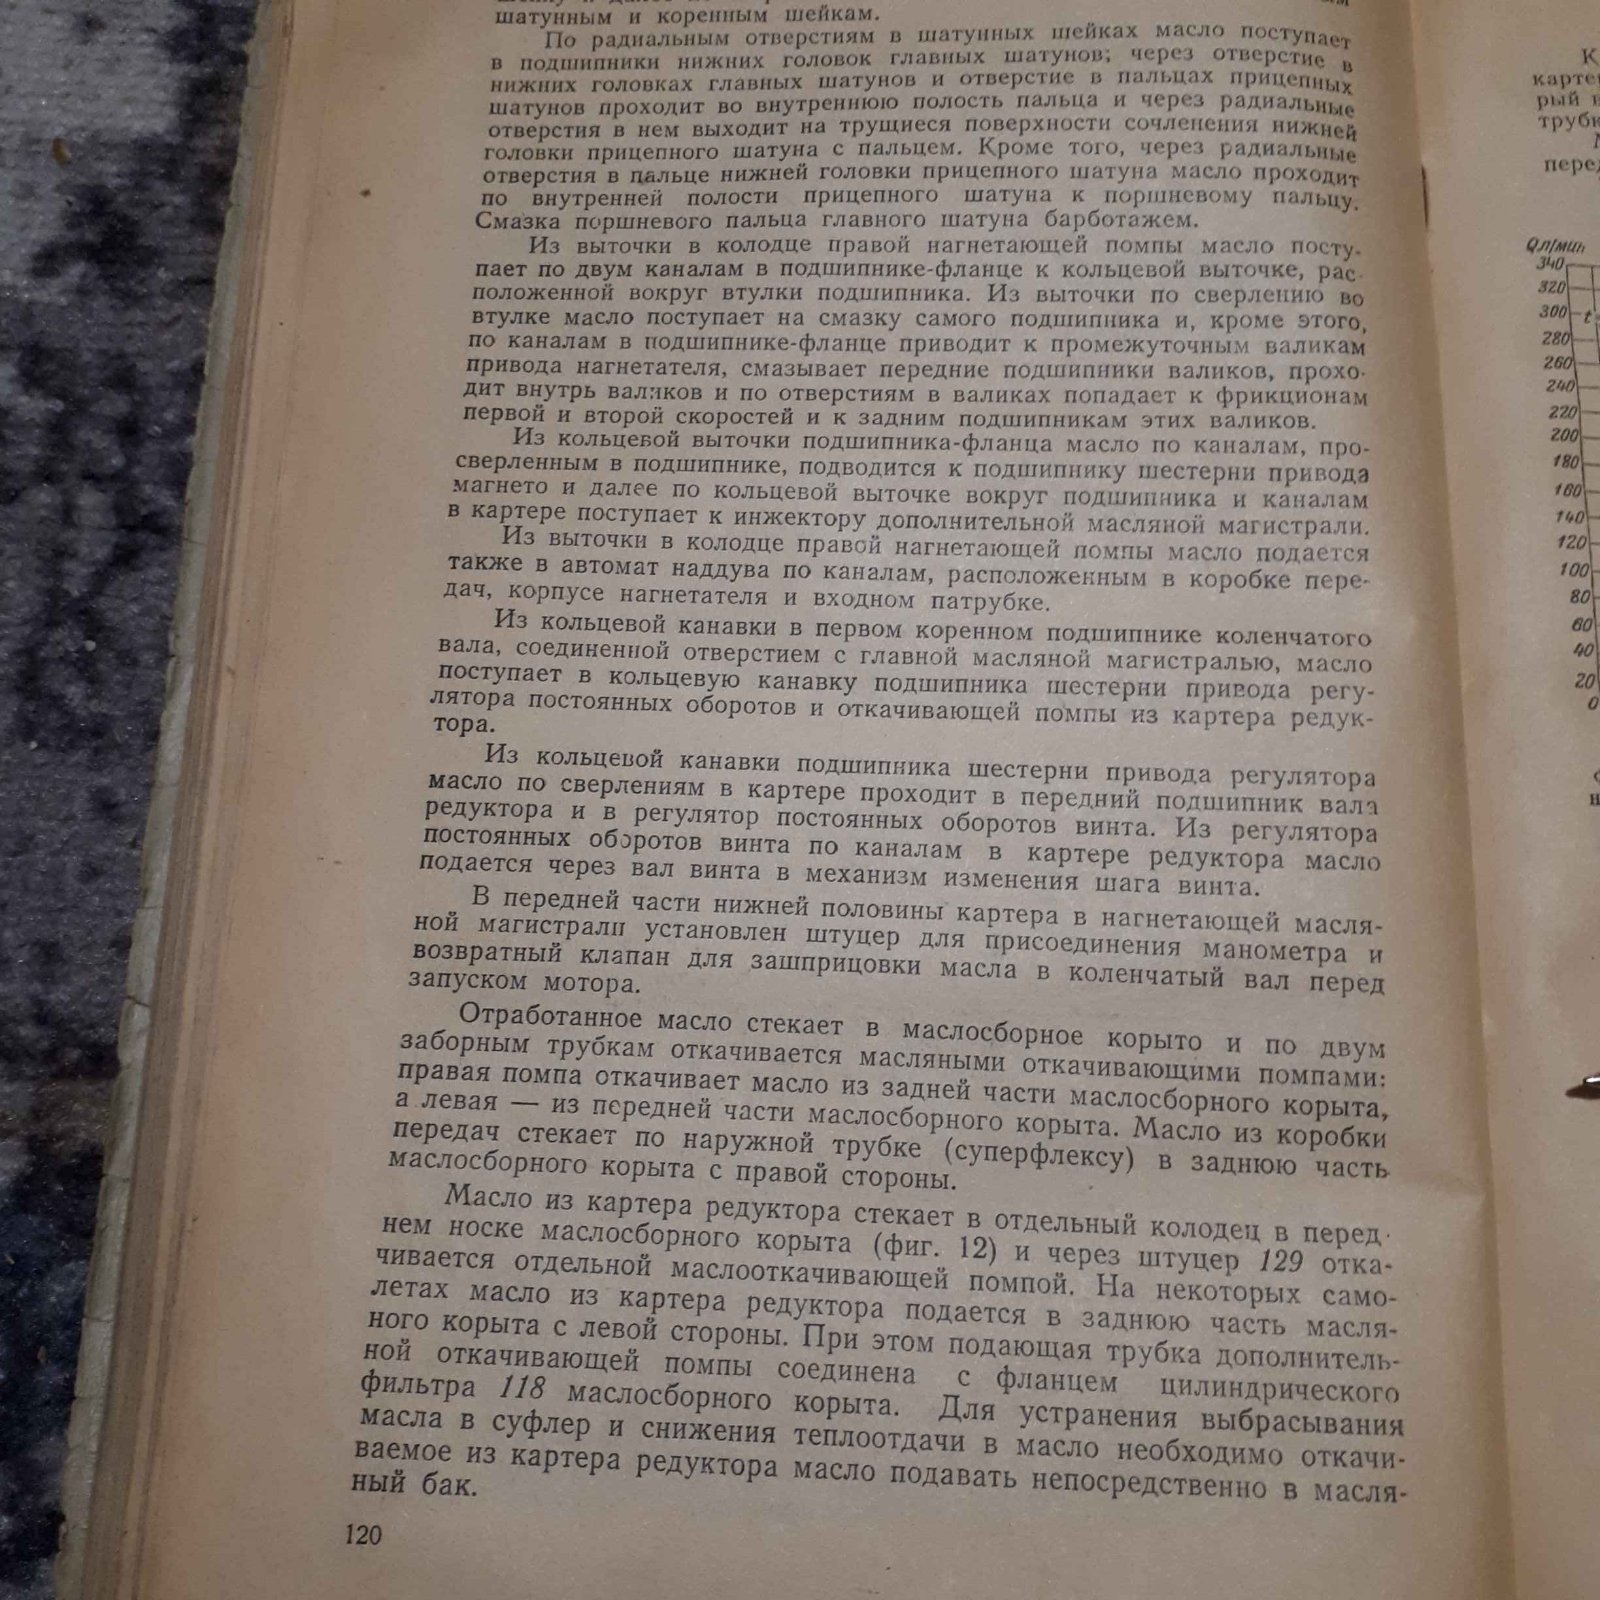 шатунным и коренным шейкам.
По радиальным отверстиям в шатунных шейках масло поступает
в подшипники нижних головок главных шатунов; через отверстие в
нижних головках главных шатунов и отверстие в пальцах прицепных
шатунов проходит во внутреннюю полость пальца и через радиальные
отверстия в нем выходит на трущиеся поверхности сочленения нижней
головки прицепного шатуна с пальцем. Кроме того, через радиальные
отверстия в пальце нижней головки прицепного шатуна масло проходит
по внутренней полости прицепного шатуна к поршневому пальцу.
Смазка поршневого пальца главного шатуна барботажем.
Из выточки в колодце правой нагнетающей помпы масло посту-
пает по двум каналам в подшипнике-фланце к кольцевой выточке, рас-
положенной вокруг втулки подшипника. Из выточки по сверлению во
втулке масло поступает на смазку самого подшипника и, кроме этого,
по каналам в подшипнике-фланце приводит к промежуточным валикам
привода нагнетателя, смазывает передние подшипники валиков, прохо-
дит внутрь валиков и по отверстиям в валиках попадает к фрикционам
первой и второй скоростей и к задним подшипникам этих валиков.
Из кольцевой выточки подшипника-фланца масло по каналам, про-
сверленным в подшипнике, подводится к подшипнику шестерни привода
магнето и далее по кольцевой выточке вокруг подшипника и каналам
в картере поступает к инжектору дополнительной масляной магистрали.
Из выточки в колодце правой нагнетающей помпы масло подается
также в автомат наддува по каналам, расположенным в коробке пере-
дач, корпусе нагнетателя и входном патрубке.
Из кольцевой канавки в первом коренном подшипнике коленчатого
вала, соединенной отверстием с главной масляной магистралью, масло
поступает в кольцевую канавку подшипника шестерни привода регу-
лятора постоянных оборотов и откачивающей помпы из картера редук-
тора.
Из кольцевой канавки подшипника шестерни привода регулятора
масло по сверлениям в картере проходит в передний подшипник вала
редуктора и в регулятор постоянных оборотов винта. Из регулятора
постоянных оборотов винта по каналам в картере редуктора масло
подается через вал винта в механизм изменения шага винта.
В передней части нижней половины картера в нагнетающей масля-
ной магистрали установлен штуцер для присоединения манометра и
возвратный клапан для зашприцовки масла в коленчатый вал перед
запуском мотора.
Отработанное масло стекает в маслосборное корыто и по двум
заборным трубкам откачивается масляными откачивающими помпами:
правая помпа откачивает масло из задней части маслосборного корыта,
а левая — из передней части маслосборного корыта. Масло из коробки
передач стекает по наружной трубке (суперфлексу) в заднюю часть
маслосборного корыта с правой стороны.
Масло из картера редуктора стекает в отдельный колодец в перед-
нем носке маслосборного корыта (фиг. 12) и через штуцер 129 отка-
чивается отдельной маслооткачивающей помпой. На некоторых само-
летах масло из картера редуктора подается в заднюю часть масля-
ного корыта с левой стороны. При этом подающая трубка дополнитель-
ной откачивающей помпы соединена с фланцем цилиндрического
фильтра 118 маслосборного корыта. Для устранения выбрасывания
масла в суфлер и снижения теплоотдачи в масло необходимо откачи-
ваемое из картера редуктора масло подавать непосредственно в масля-
ный бак.
120
Qл/мин
340
320
300
t
280
260
240
220
200
180
160
140
120
100
80
60
40
20
0